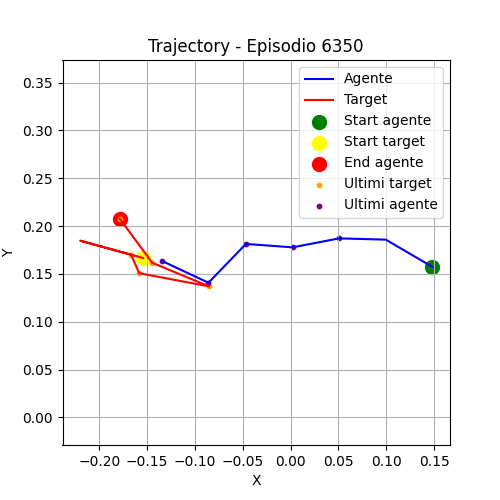 Trajectory - Episodio 6350
Agente
Target
Start agente
Start target
End agente
Ultimi target
Ultimi agente
Y
0.35
0.30
0.25
0.20
0.15
0.10
0.05
0.00
−0.20 −0.15 −0.10 −0.05 0.00 0.05 0.10 0.15
X